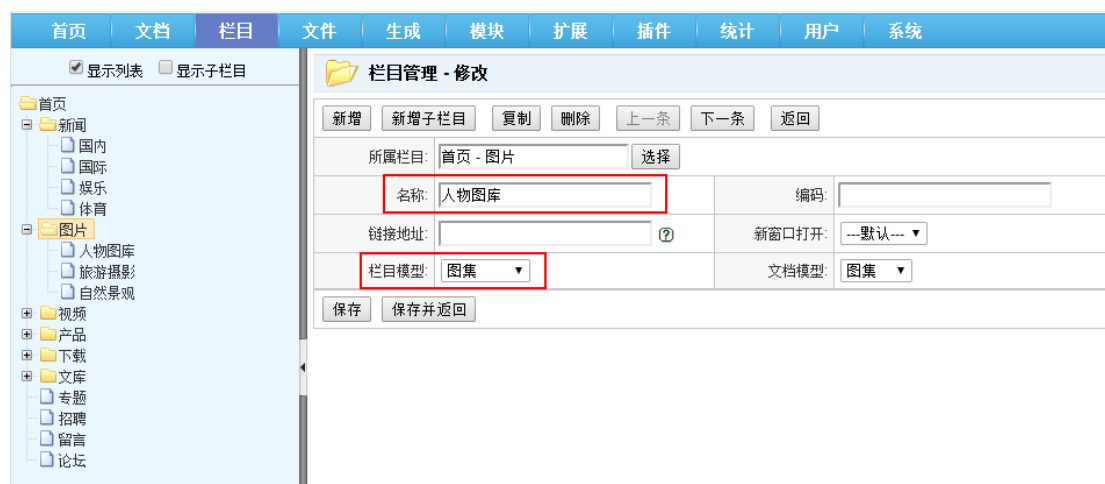 首页 文档 栏目 文件 生成 模块 扩展 插件 统计 用户 系统
显示列表 显示子栏目
首页
新闻
国内
国际
娱乐
体育
图片
人物图库
旅游摄影
自然景观
视频
产品
下载
文库
专题
招聘
留言
论坛
栏目管理 - 修改
新增 新增子栏目 复制 删除 上一条 下一条 返回
所属栏目: 首页 - 图片 选择
名称: 人物图库 编码:
链接地址: ? 新窗口打开: ---默认--- ▼
栏目模型: 图集 ▼ 文档模型: 图集 ▼
保存 保存并返回